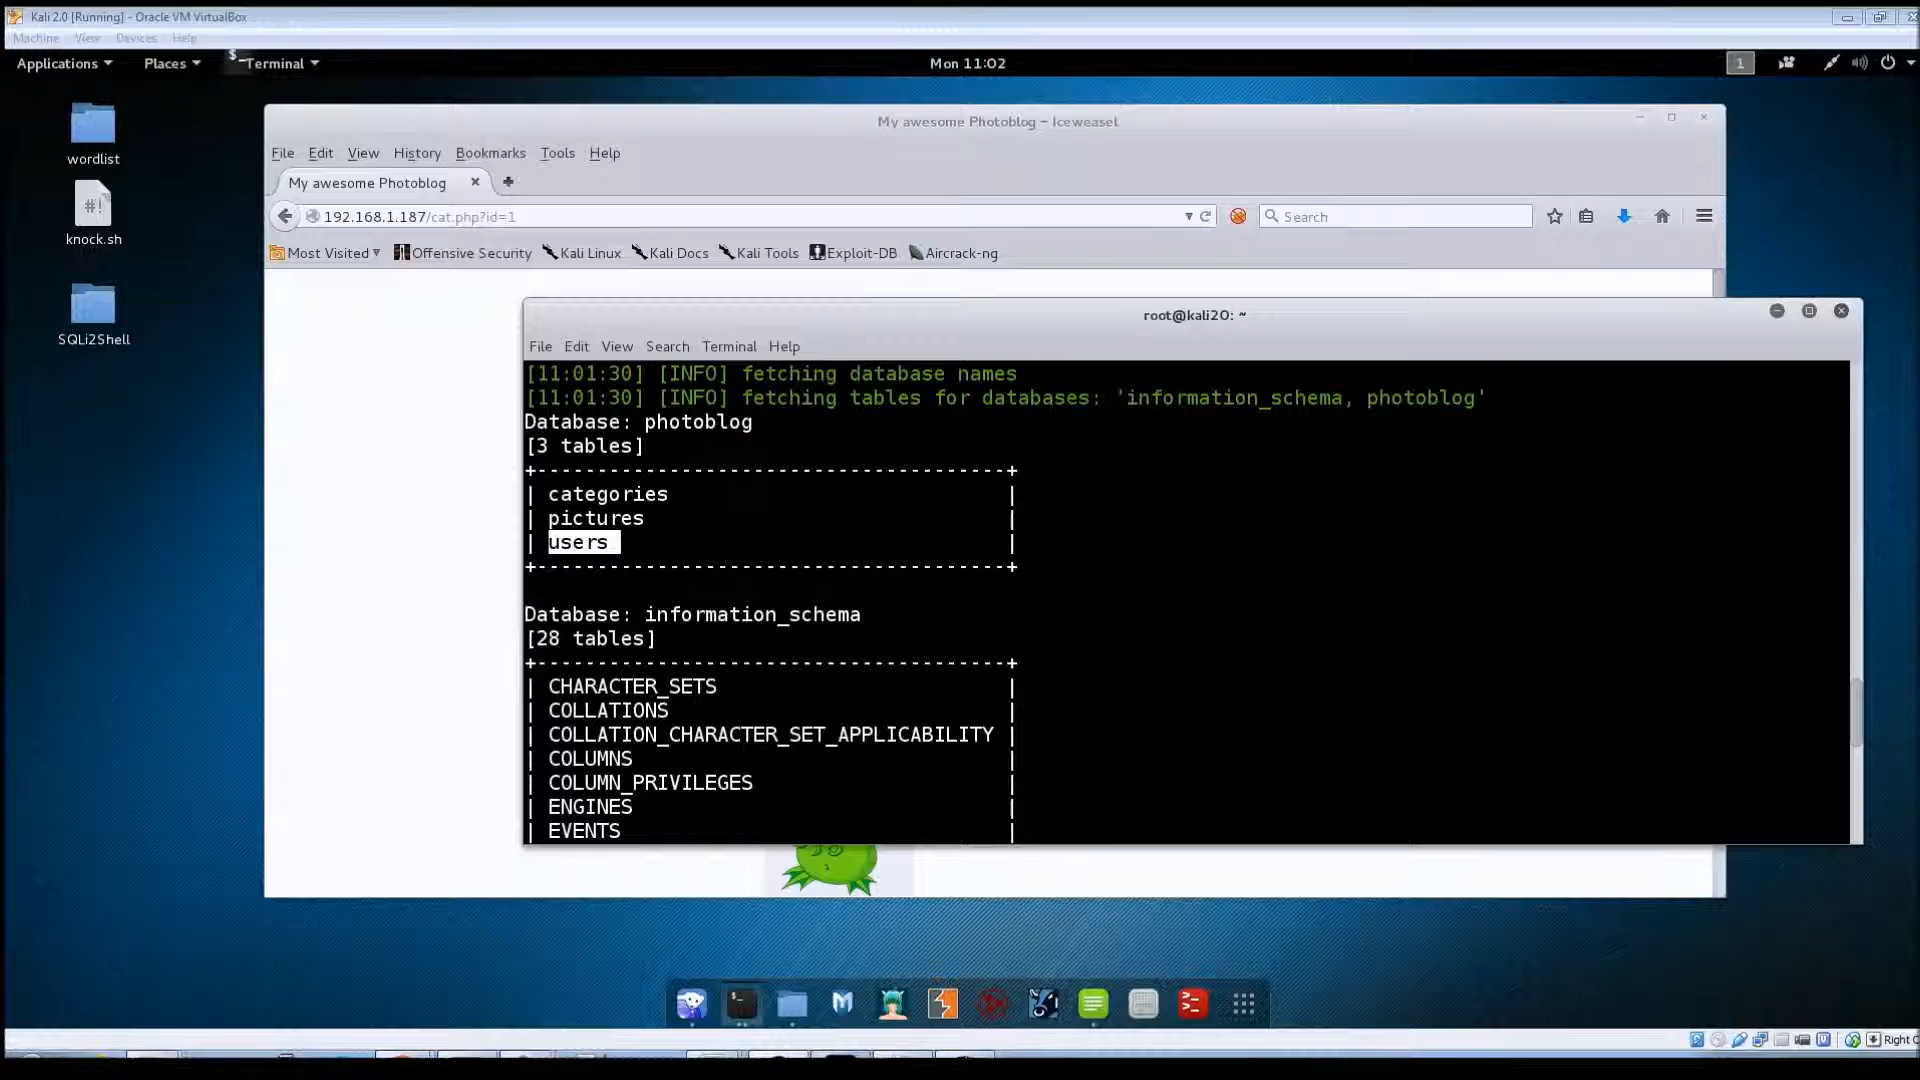 Kali 2.0 [Running] - Oracle VM VirtualBox
Machine View Devices Help
Applications Places Terminal Mon 11:02 1
wordlist
#!
knock.sh
SQLi2Shell
My awesome Photoblog - Iceweasel
File Edit View History Bookmarks Tools Help
My awesome Photoblog
192.168.1.187/cat.php?id=1
Search
Most Visited Offensive Security Kali Linux Kali Docs Kali Tools Exploit-DB Aircrack-ng
root@kali20: ~
File Edit View Search Terminal Help
[11:01:30] [INFO] fetching database names
[11:01:30] [INFO] fetching tables for databases: 'information_schema, photoblog'
Database: photoblog
[3 tables]
+---------------------------------------+
| categories |
| pictures |
| users |
+---------------------------------------+
Database: information_schema
[28 tables]
+---------------------------------------+
| CHARACTER_SETS |
| COLLATIONS |
| COLLATION_CHARACTER_SET_APPLICABILITY |
| COLUMNS |
| COLUMN_PRIVILEGES |
| ENGINES |
| EVENTS |
Right C